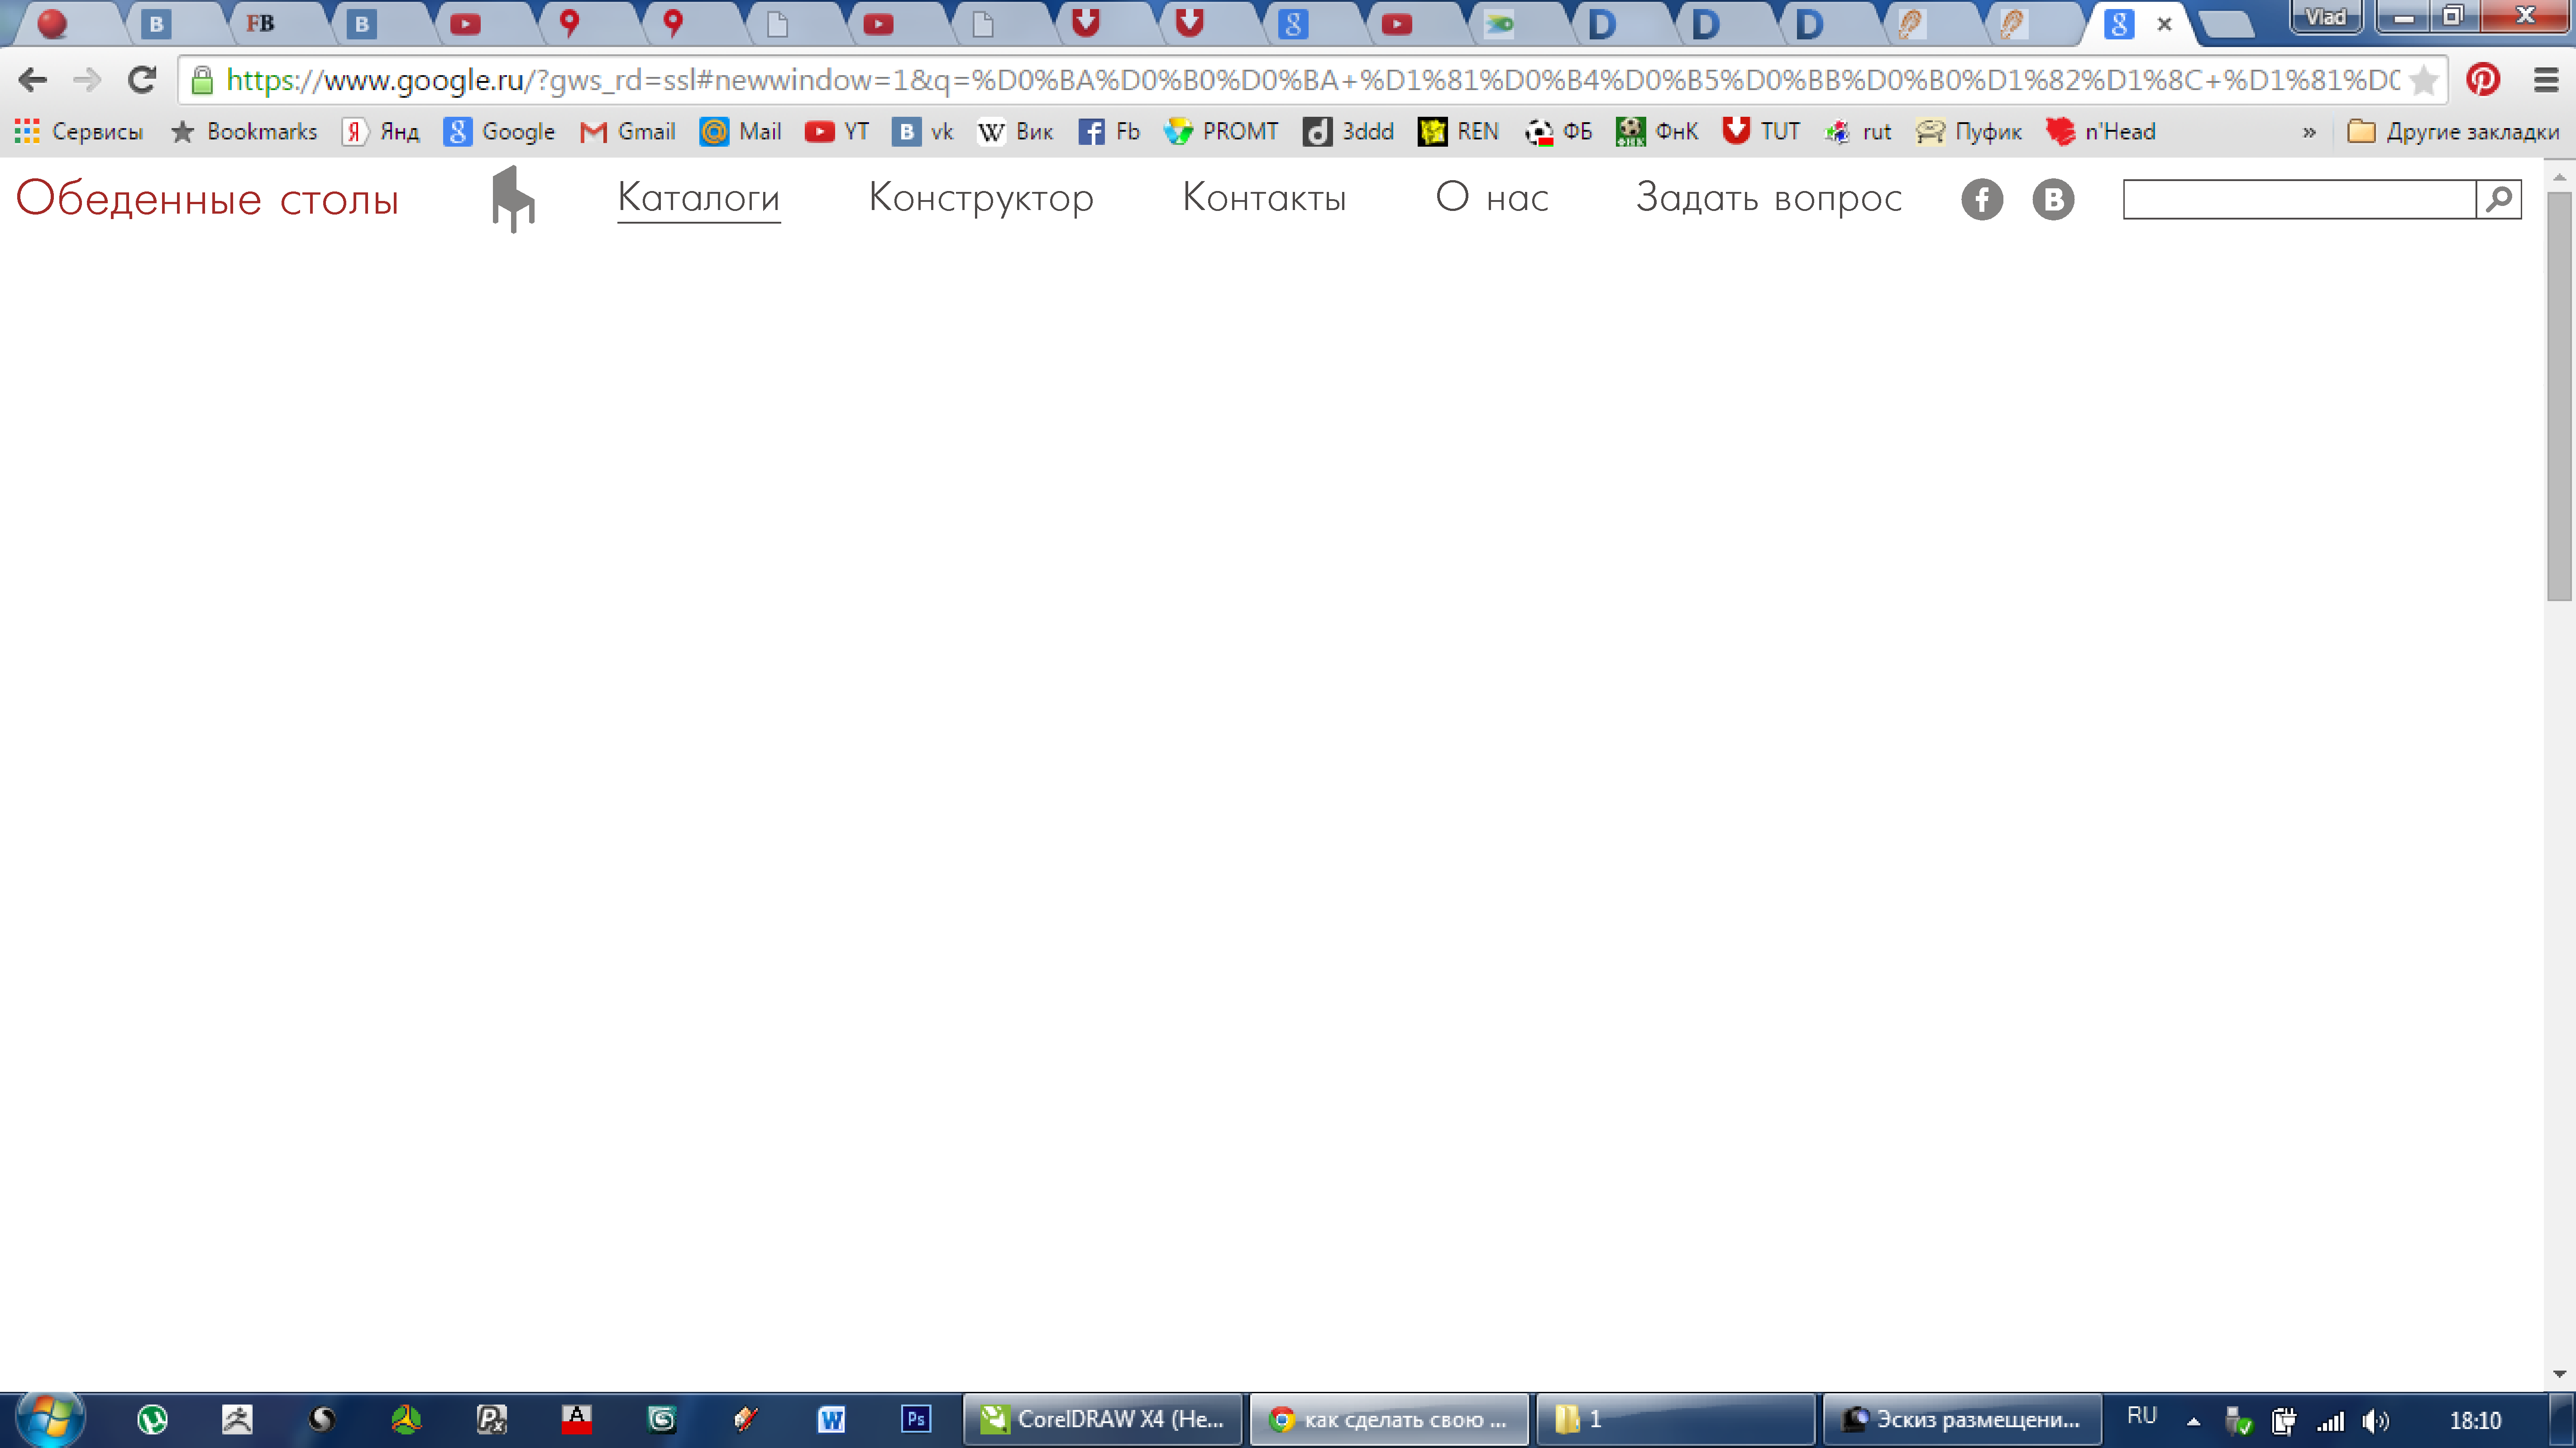 Vlad
https://www.google.ru/?gws_rd=ssl#newwindow=1&q=%D0%BA%D0%B0%D0%BA+%D1%81%D0%B4%D0%B5%D0%BB%D0%B0%D1%82%D1%8C+%D1%81%D0
Сервисы Bookmarks Янд Google Gmail Mail YT vk Вик Fb PROMT 3ddd REN ФБ ФнК TUT rut Пуфик n'Head » Другие закладки
Обеденные столы Каталоги Конструктор Контакты О нас Задать вопрос
CorelDRAW X4 (Не... как сделать свою ... 1 Эскиз размещени... RU 18:10